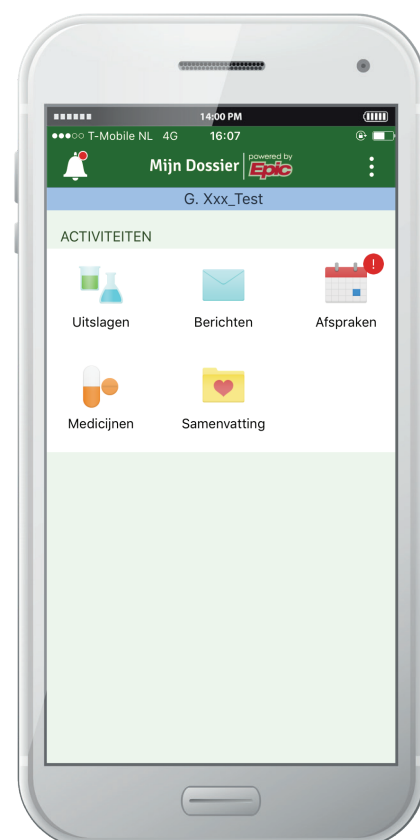 14:00 PM
T-Mobile NL 4G 16:07
Mijn Dossier powered by Epic
G. Xxx_Test
ACTIVITEITEN
!
Uitslagen Berichten Afspraken
Medicijnen Samenvatting